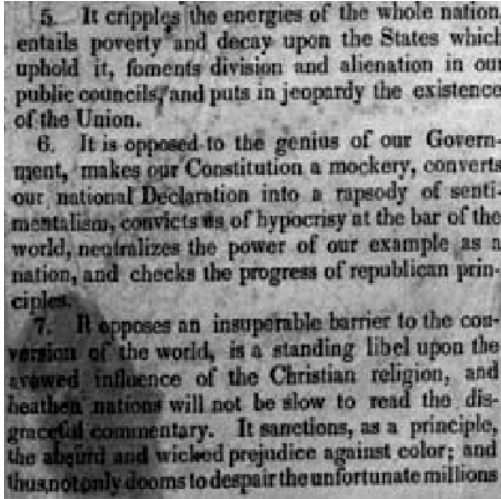 5. It cripples the energies of the whole nation
entails poverty and decay upon the States which
uphold it, foments division and alienation in our
public councils, and puts in jeopardy the existence
of the Union.
6. It is opposed to the genius of our Govern-
ment, makes our Constitution a mockery, converts
our national Declaration into a rapsody of senti-
mentalism, convicts us of hypocrisy at the bar of the
world, neutralizes the power of our example as a
nation, and checks the progress of republican prin-
ciples.
7. It opposes an insuperable barrier to the con-
version of the world, is a standing libel upon the
avowed influence of the Christian religion, and
heathen nations will not be slow to read the dis-
graceful commentary. It sanctions, as a principle,
the absurd and wicked prejudice against color; and
thus not only dooms to despair the unfortunate millions